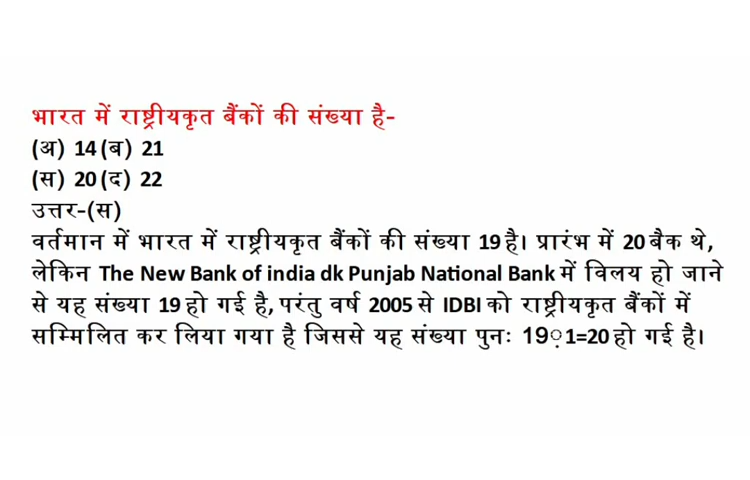 भारत में राष्ट्रीयकृत बैंकों की संख्या है-
(अ) 14 (ब) 21
(स) 20 (द) 22
उत्तर-(स)
वर्तमान में भारत में राष्ट्रीयकृत बैंकों की संख्या 19 है। प्रारंभ में 20 बैक थे,
लेकिन The New Bank of india dk Punjab National Bank में विलय हो जाने
से यह संख्या 19 हो गई है, परंतु वर्ष 2005 से IDBI को राष्ट्रीयकृत बैंकों में
सम्मिलित कर लिया गया है जिससे यह संख्या पुनः 19़1=20 हो गई है।